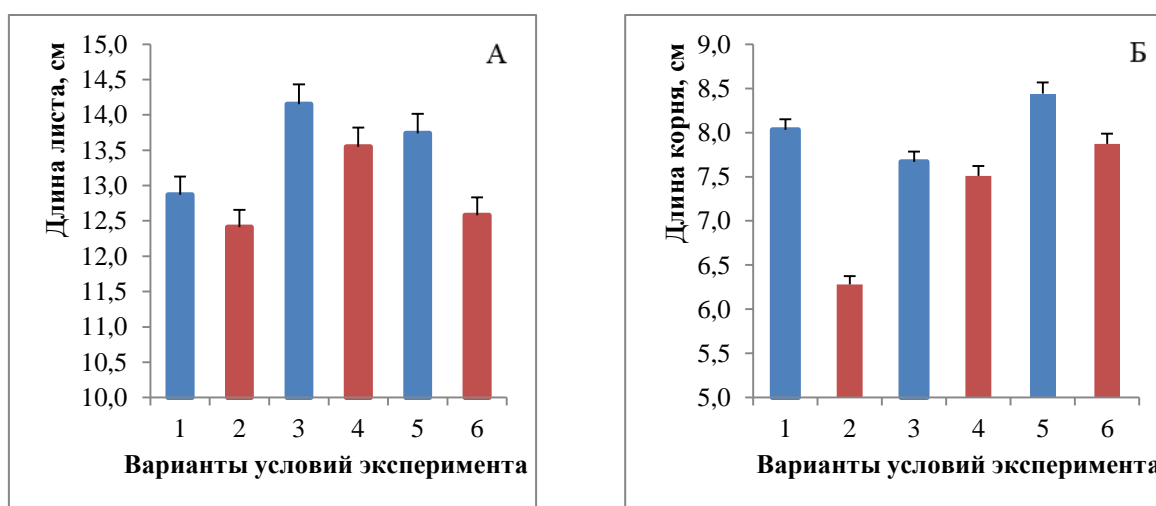 А
Длина листа, см
15,0
14,5
14,0
13,5
13,0
12,5
12,0
11,5
11,0
10,5
10,0
1 2 3 4 5 6
Варианты условий эксперимента
Б
Длина корня, см
9,0
8,5
8,0
7,5
7,0
6,5
6,0
5,5
5,0
1 2 3 4 5 6
Варианты условий эксперимента